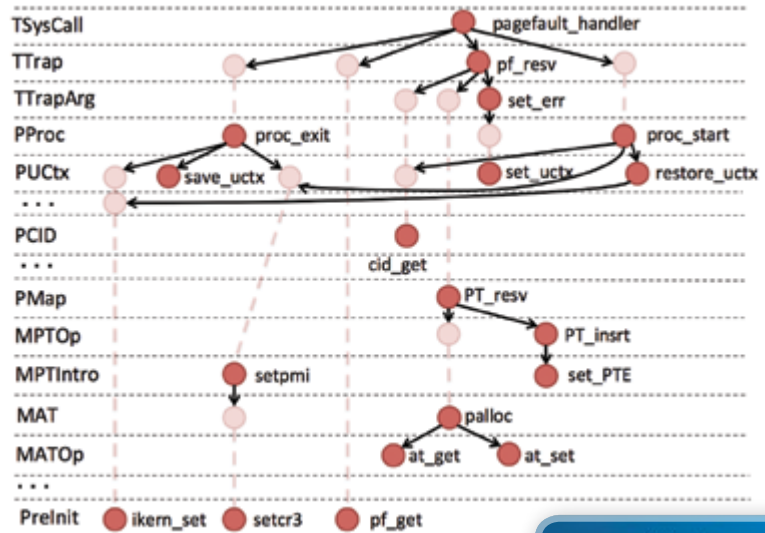 TSysCall pagefault_handler
TTrap pf_resv
TTrapArg set_err
PProc proc_exit proc_start
PUCtx save_uctx set_uctx restore_uctx
...
PCID
... cid_get
PMap PT_resv
MPTOp PT_insrt
MPTIntro setpmi set_PTE
MAT palloc
MATOp at_get at_set
...
PreInit ikern_set setcr3 pf_get